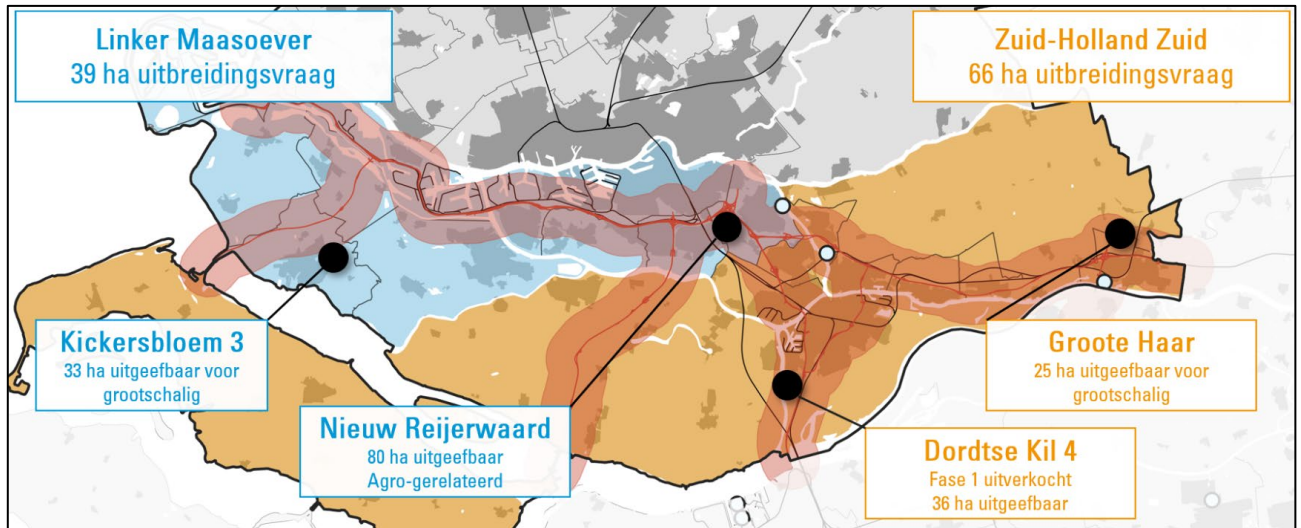 Linker Maasoever
39 ha uitbreidingsvraag
Zuid-Holland Zuid
66 ha uitbreidingsvraag
Kickersbloem 3
33 ha uitgeefbaar voor
grootschalig
Nieuw Reijerwaard
80 ha uitgeefbaar
Agro-gerelateerd
Groote Haar
25 ha uitgeefbaar voor
grootschalig
Dordtse Kil 4
Fase 1 uitverkocht
36 ha uitgeefbaar